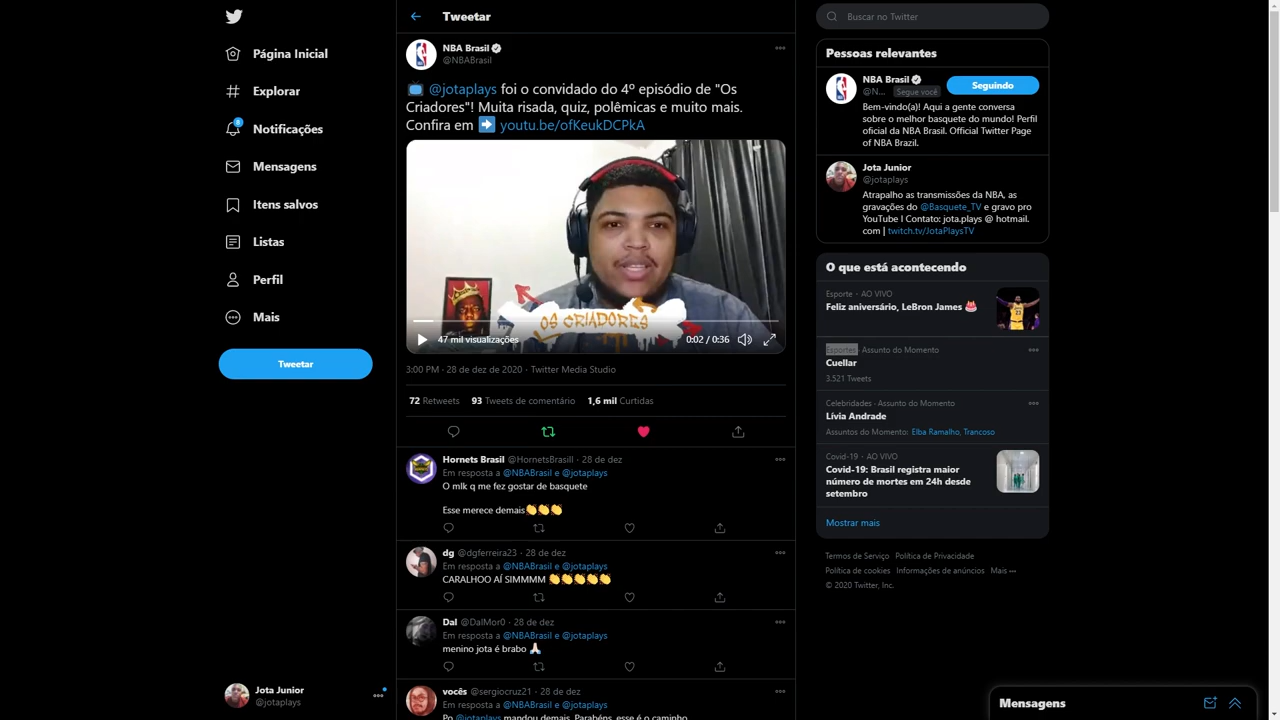 Página Inicial
Explorar
8
Notificações
Mensagens
Itens salvos
Listas
Perfil
Mais
Tweetar
Jota Junior
@jotaplays
Tweetar
NBA Brasil
@NBABrasil
@jotaplays foi o convidado do 4º episódio de "Os
Criadores"! Muita risada, quiz, polêmicas e muito mais.
Confira em ➡ youtu.be/ofKeukDCPkA
OS CRIADORES
47 mil visualizações
0:02 / 0:36
3:00 PM · 28 de dez de 2020 · Twitter Media Studio
72 Retweets 93 Tweets de comentário 1,6 mil Curtidas
Hornets Brasil @HornetsBrasill · 28 de dez
Em resposta a @NBABrasil e @jotaplays
O mlk q me fez gostar de basquete
Esse merece demais👏👏👏
dg @dgferreira23 · 28 de dez
Em resposta a @NBABrasil e @jotaplays
CARALHOO AÍ SIMMMM 👏👏👏👏👏
Dal @DalMor0 · 28 de dez
Em resposta a @NBABrasil e @jotaplays
menino jota é brabo 🙏🏻
vocês @sergiocruz21 · 28 de dez
Em resposta a @NBABrasil e @jotaplays
Po @jotaplays mandou demais. Parabéns, esse é o caminho
Buscar no Twitter
Pessoas relevantes
NBA Brasil
@N... Segue você
Seguindo
Bem-vindo(a)! Aqui a gente conversa
sobre o melhor basquete do mundo! Perfil
oficial da NBA Brasil. Official Twitter Page
of NBA Brazil.
Jota Junior
@jotaplays
Atrapalho as transmissões da NBA, as
gravações do @Basquete_TV e gravo pro
YouTube l Contato: jota.plays @ hotmail.
com | twitch.tv/JotaPlaysTV
O que está acontecendo
Esporte · AO VIVO
Feliz aniversário, LeBron James 🎂
Esportes · Assunto do Momento
Cuellar
3.521 Tweets
Celebridades · Assunto do Momento
Lívia Andrade
Assuntos do Momento: Elba Ramalho, Trancoso
Covid-19 · AO VIVO
Covid-19: Brasil registra maior
número de mortes em 24h desde
setembro
Mostrar mais
Termos de Serviço Política de Privacidade
Política de cookies Informações de anúncios Mais ···
© 2020 Twitter, Inc.
Mensagens